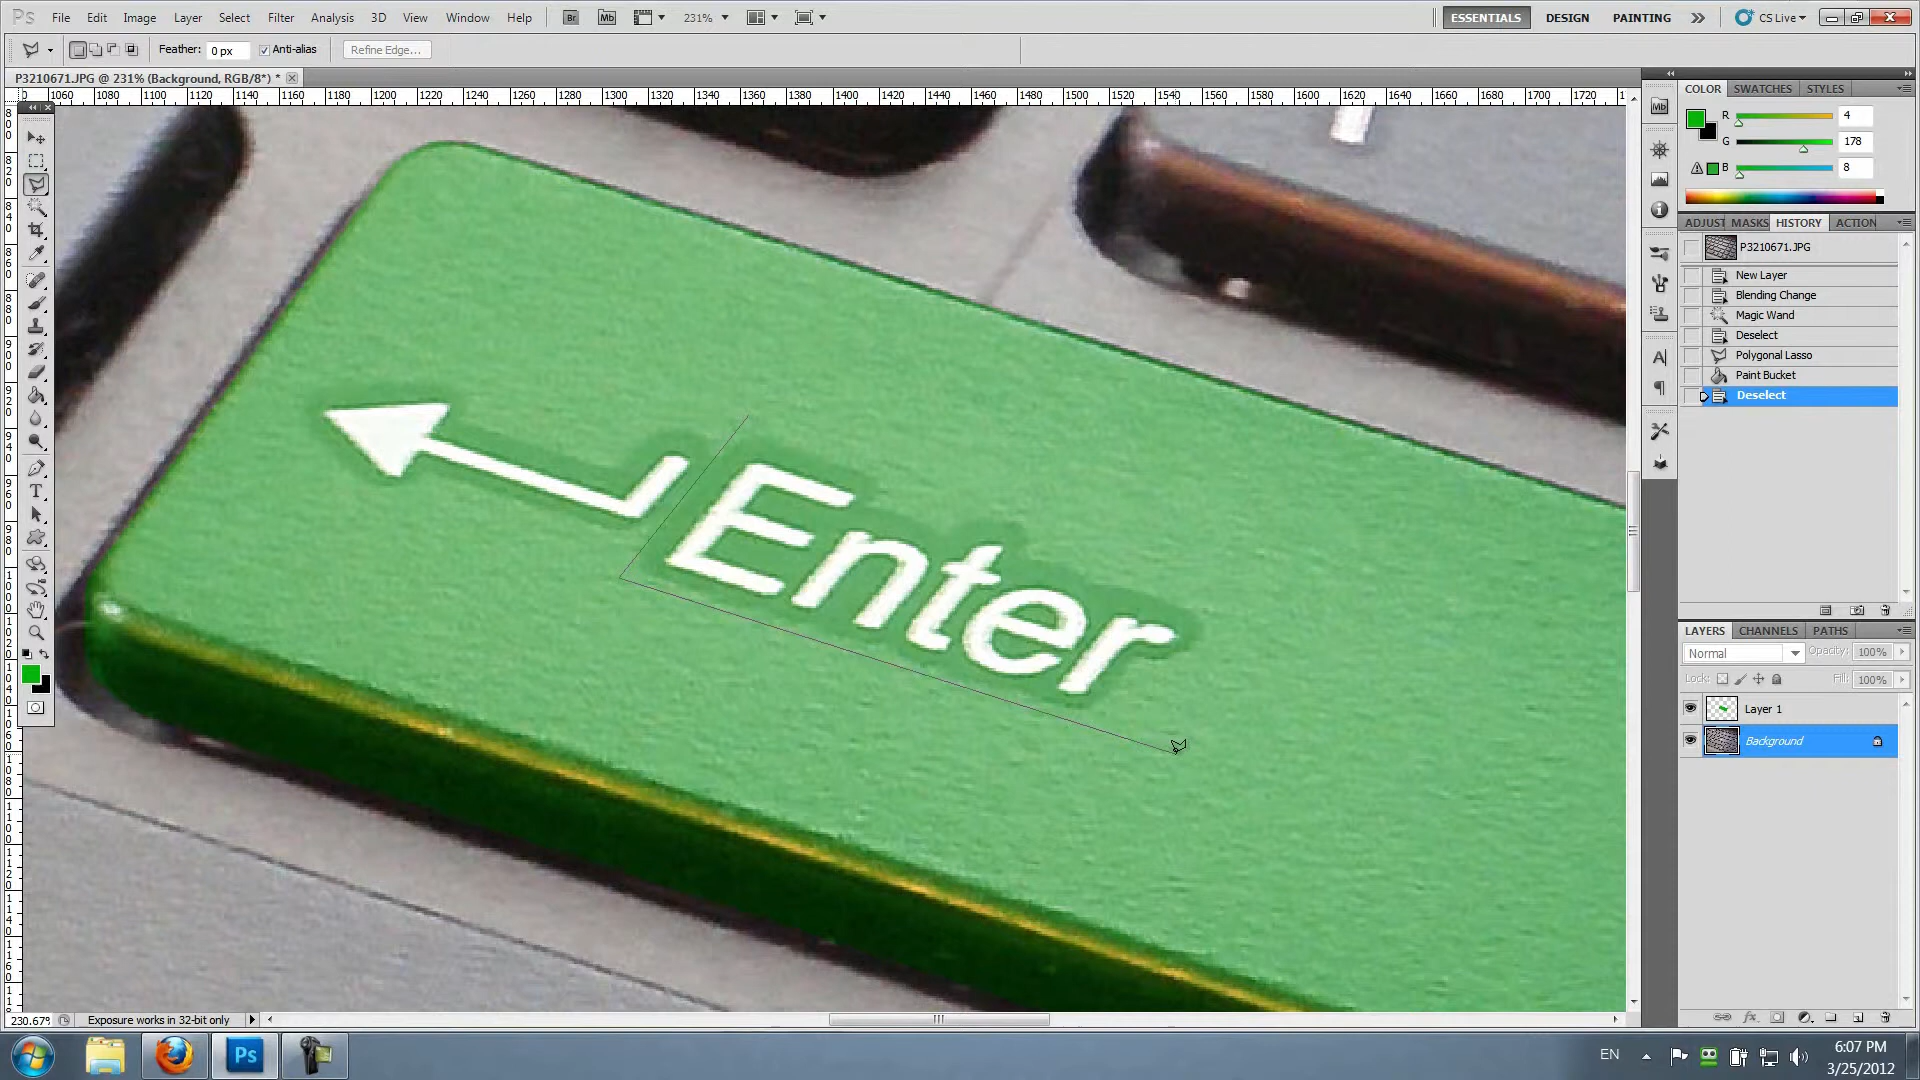 Ps File Edit Image Layer Select Filter Analysis 3D View Window Help Br Mb 231% ESSENTIALS DESIGN PAINTING CS Live
Feather: 0 px Anti-alias Refine Edge...
P3210671.JPG @ 231% (Background, RGB/8*) *
1060 1080 1100 1120 1140 1160 1180 1200 1220 1240 1260 1280 1300 1320 1340 1360 1380 1400 1420 1440 1460 1480 1500 1520 1540 1560 1580 1600 1620 1640 1660 1680 1700 1720
COLOR SWATCHES STYLES
R 4
G 178
B 8
ADJUST MASKS HISTORY ACTION
P3210671.JPG
New Layer
Blending Change
Magic Wand
Deselect
Polygonal Lasso
Paint Bucket
Deselect
Enter
LAYERS CHANNELS PATHS
Normal Opacity: 100%
Lock: Fill: 100%
Layer 1
Background
230.67% Exposure works in 32-bit only
Ps EN 6:07 PM
3/25/2012